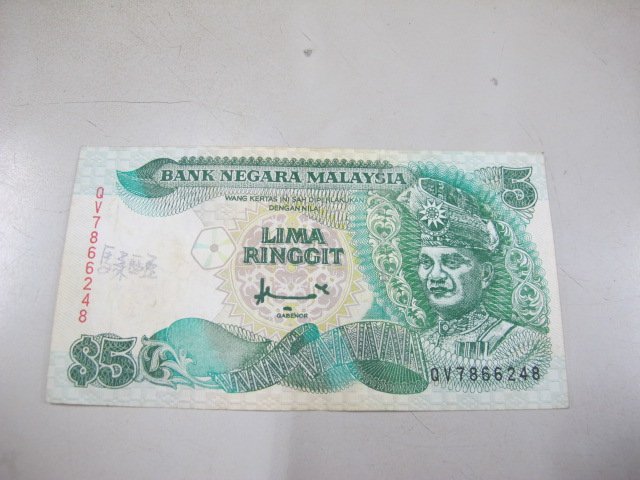 BANK NEGARA MALAYSIA
5
WANG KERTAS INI SAH DIPERLAKUKAN
DENGAN NILAI
LIMA
RINGGIT
GABENOR
QV7866248
$5
QV7866248